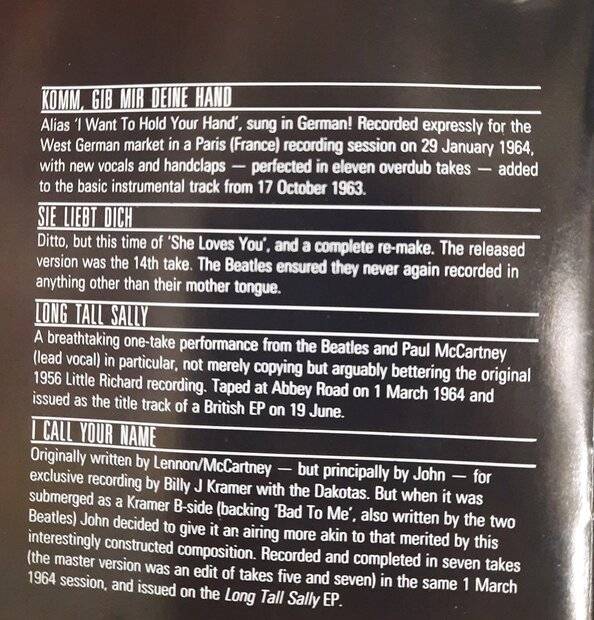 KOMM, GIB MIR DEINE HAND
Alias 'I Want To Hold Your Hand', sung in German! Recorded expressly for the
West German market in a Paris (France) recording session on 29 January 1964,
with new vocals and handclaps — perfected in eleven overdub takes — added
to the basic instrumental track from 17 October 1963.
SIE LIEBT DICH
Ditto, but this time of 'She Loves You', and a complete re-make. The released
version was the 14th take. The Beatles ensured they never again recorded in
anything other than their mother tongue.
LONG TALL SALLY
A breathtaking one-take performance from the Beatles and Paul McCartney
(lead vocal) in particular, not merely copying but arguably bettering the original
1956 Little Richard recording. Taped at Abbey Road on 1 March 1964 and
issued as the title track of a British EP on 19 June.
I CALL YOUR NAME
Originally written by Lennon/McCartney — but principally by John — for
exclusive recording by Billy J Kramer with the Dakotas. But when it was
submerged as a Kramer B-side (backing 'Bad To Me', also written by the two
Beatles) John decided to give it an airing more akin to that merited by this
interestingly constructed composition. Recorded and completed in seven takes
(the master version was an edit of takes five and seven) in the same 1 March
1964 session, and issued on the Long Tall Sally EP.